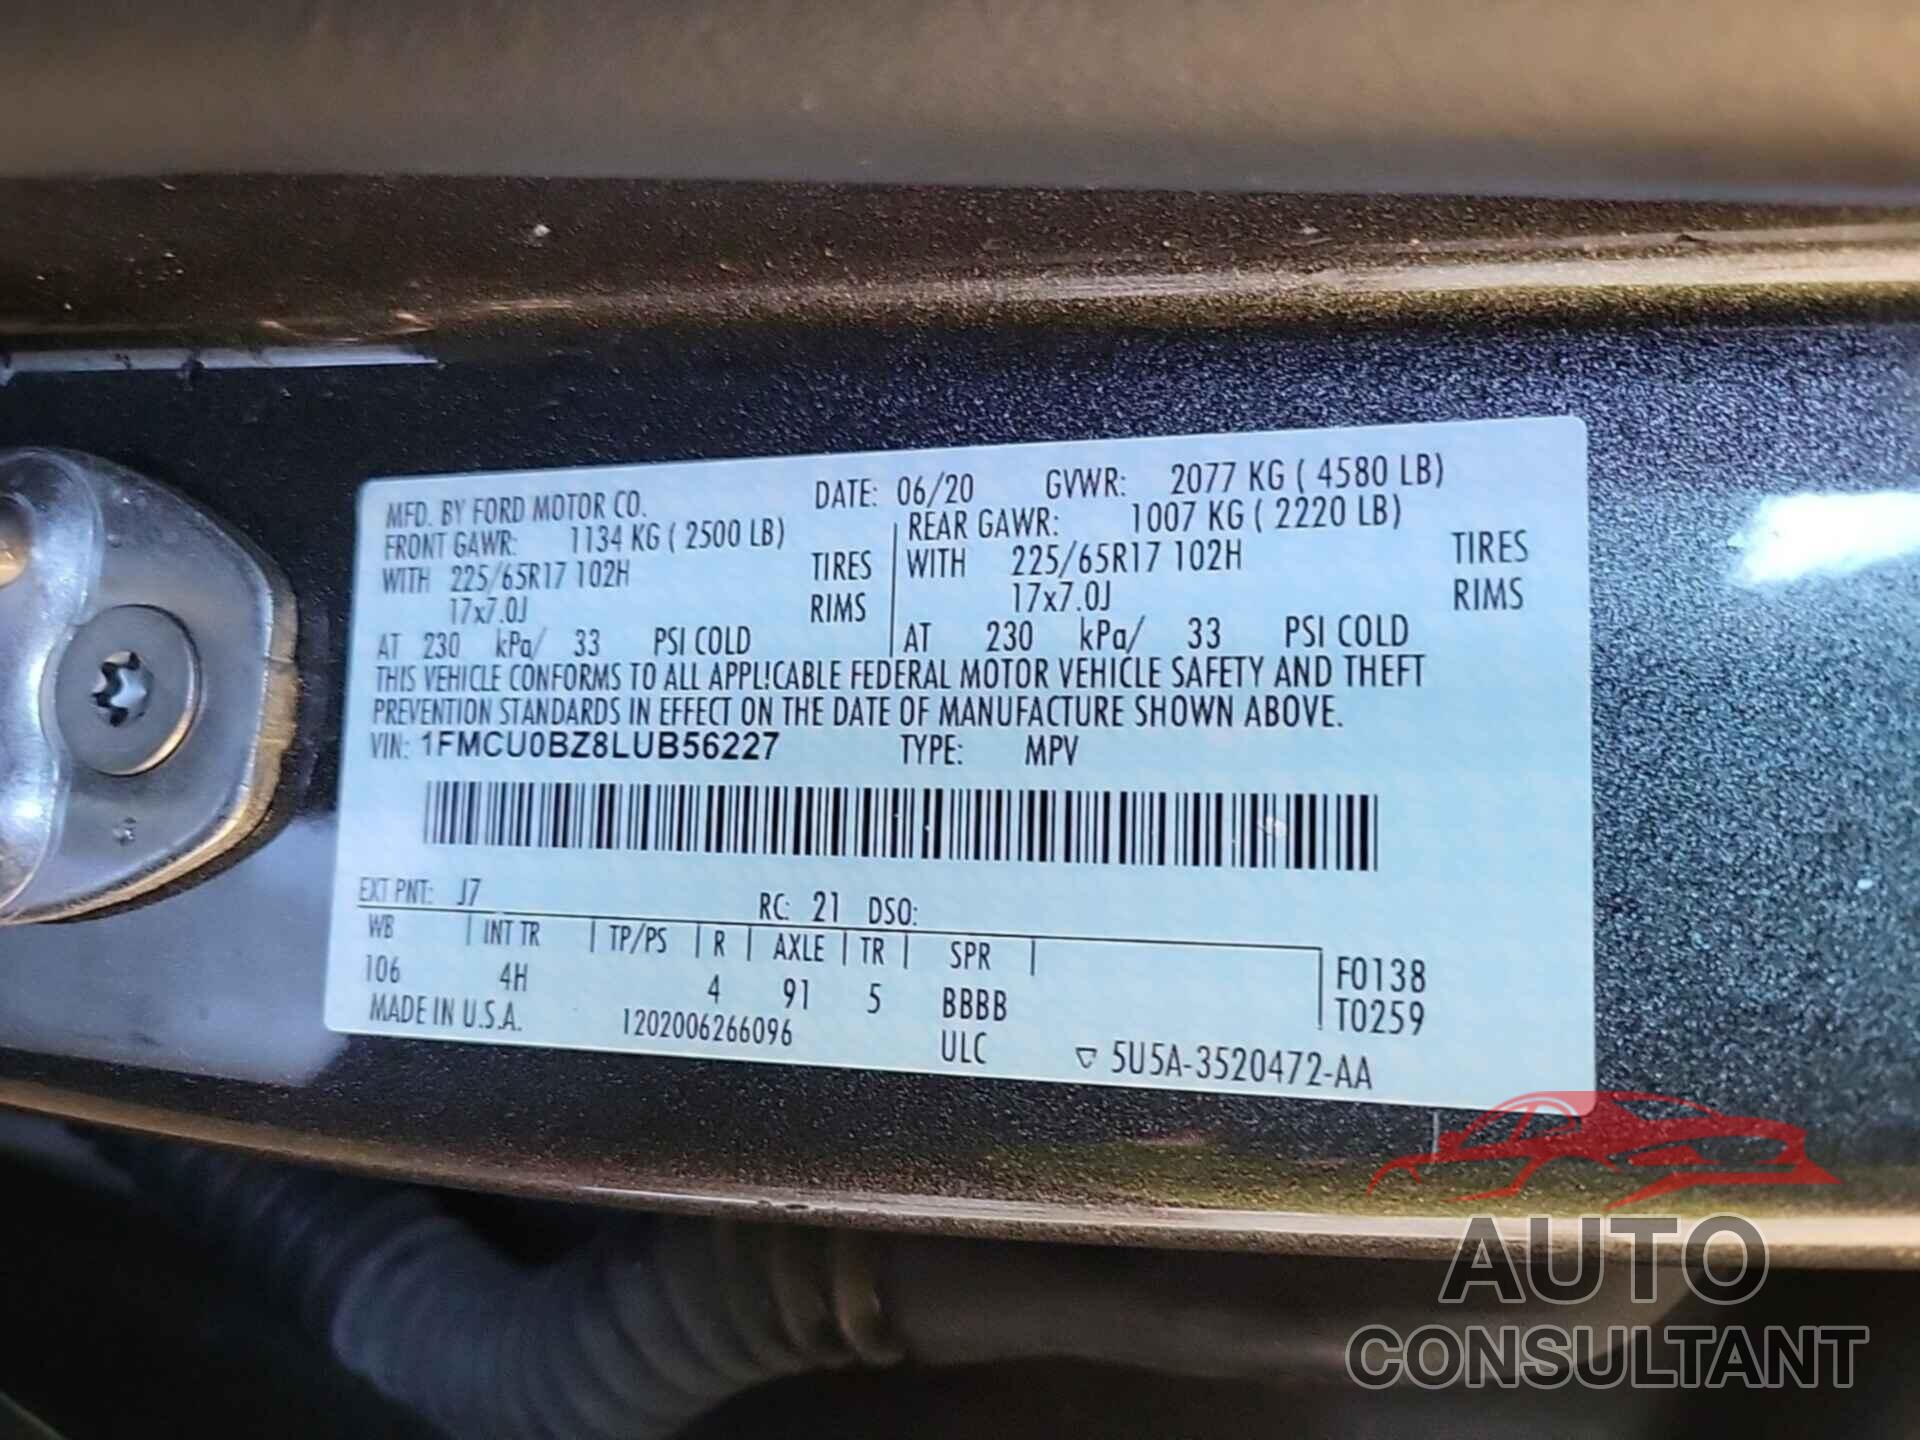 MFD. BY FORD MOTOR CO. DATE: 06/20 GVWR: 2077 KG ( 4580 LB)
FRONT GAWR: 1134 KG ( 2500 LB) REAR GAWR: 1007 KG ( 2220 LB)
WITH 225/65R17 102H TIRES WITH 225/65R17 102H TIRES
17x7.0J RIMS 17x7.0J RIMS
AT 230 kPa/ 33 PSI COLD AT 230 kPa/ 33 PSI COLD
THIS VEHICLE CONFORMS TO ALL APPLICABLE FEDERAL MOTOR VEHICLE SAFETY AND THEFT
PREVENTION STANDARDS IN EFFECT ON THE DATE OF MANUFACTURE SHOWN ABOVE.
VIN: 1FMCU0BZ8LUB56227 TYPE: MPV
EXT PNT: J7 RC: 21 DSO:
WB INT TR TP/PS R AXLE TR SPR
106 4H 4 91 5 BBBB F0138
T0259
MADE IN U.S.A. 1202006266096 ULC 5U5A-3520472-AA
AUTO
CONSULTANT